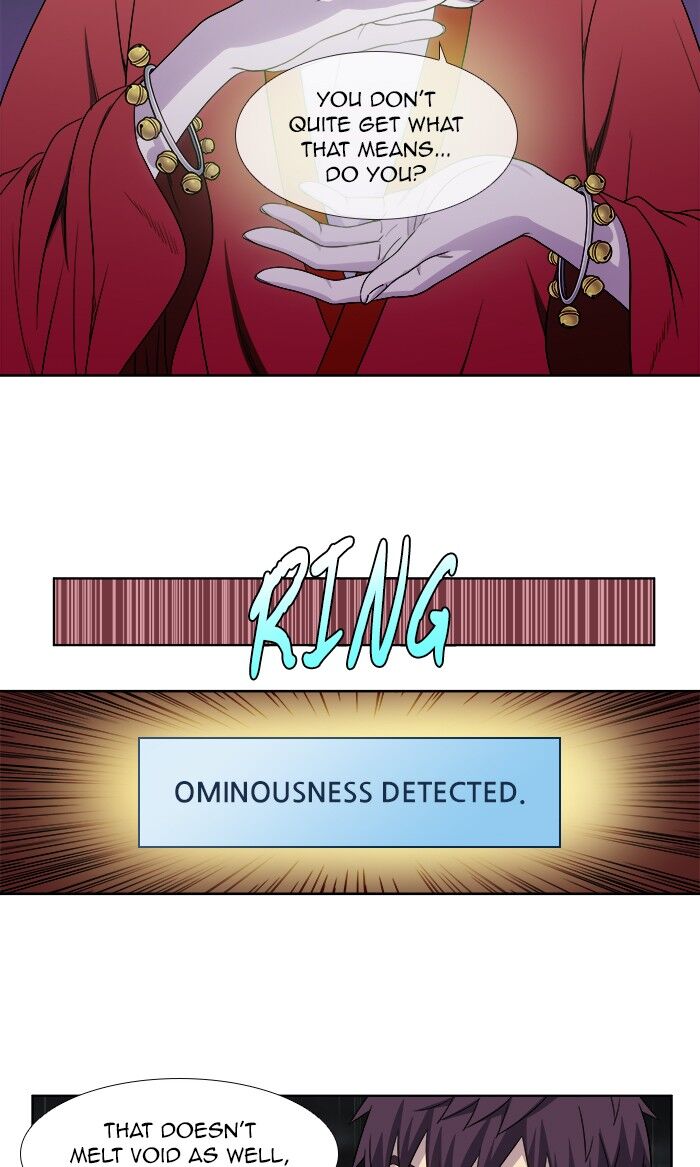 YOU DON'T
QUITE GET WHAT
THAT MEANS...
DO YOU?
RING
OMINOUSNESS DETECTED.
THAT DOESN'T
MELT VOID AS WELL,